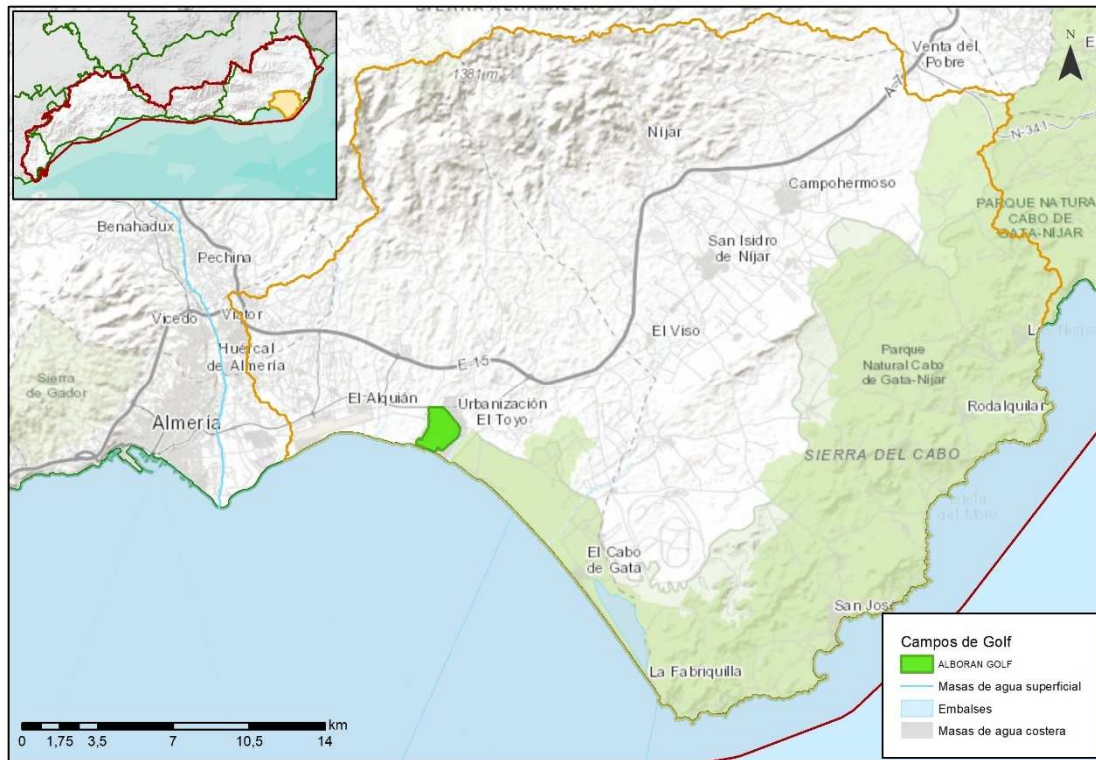 SIERRA ALHAMILLA
1381 m
Venta del
Pobre
N
A-7
N-341
Níjar
Campohermoso
PARQUE NATURAL
CABO DE
GATA-NÍJAR
Benahadux
Pechina
San Isidro
de Níjar
Vicedo
Viator
El Viso
Huércal
de Almería
E-15
Parque
Natural Cabo
de Gata-Níjar
Sierra
de Gador
El Alquián
Urbanización
El Toyo
Rodalquilar
Almería
SIERRA DEL CABO
El Cabo
de Gata
San José
La Fabriquilla
Campos de Golf
ALBORAN GOLF
Masas de agua superficial
Embalses
Masas de agua costera
km
0 1,75 3,5 7 10,5 14